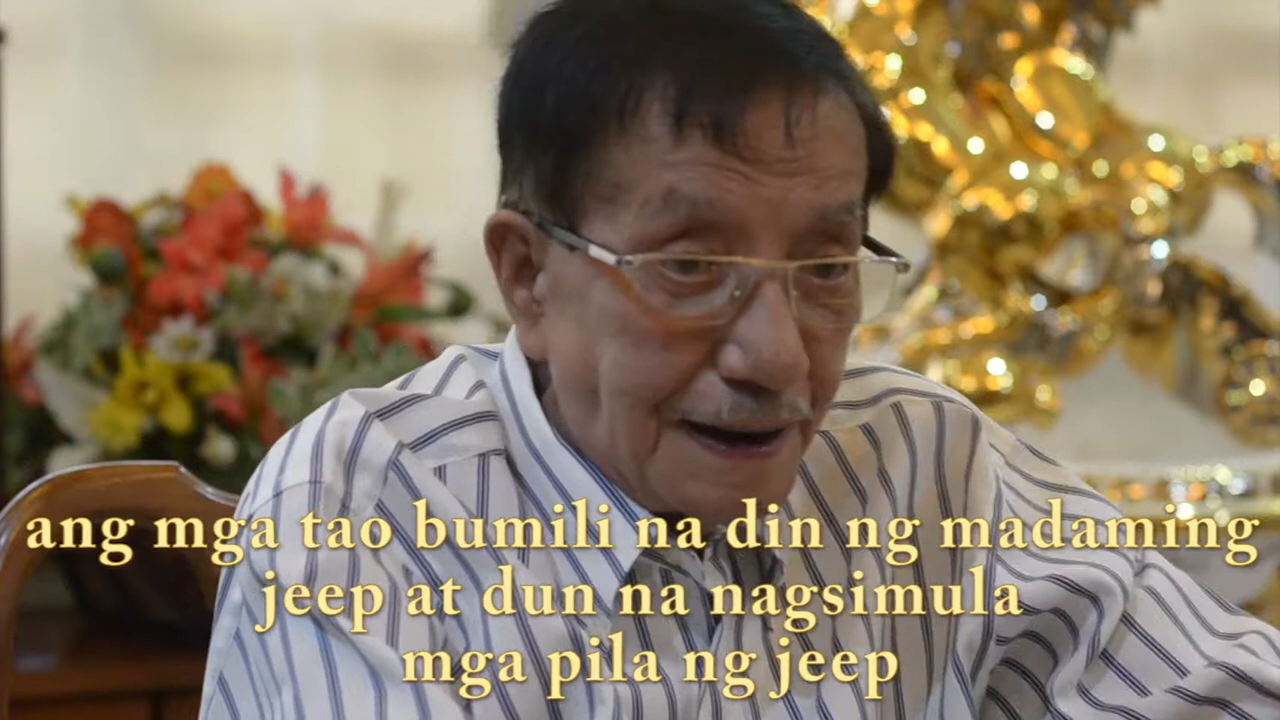 ang mga tao bumili na din ng madaming
jeep at dun na nagsimula
mga pila ng jeep